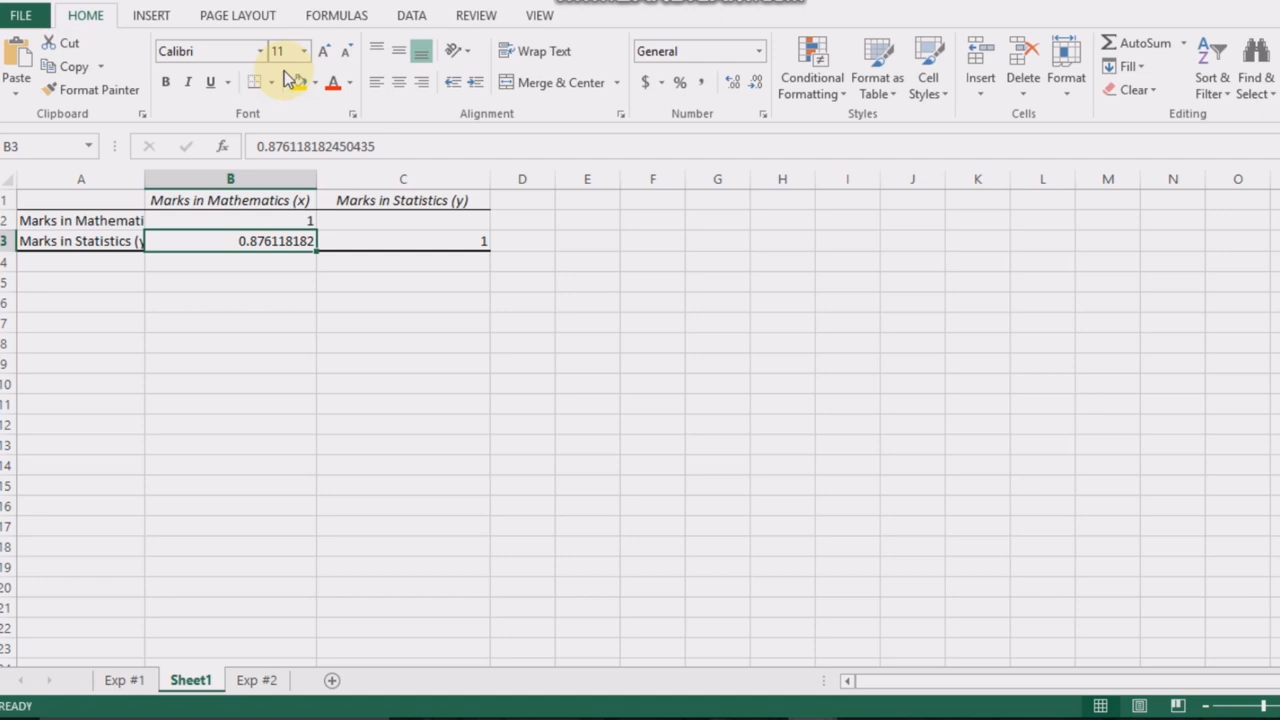 FILE HOME INSERT PAGE LAYOUT FORMULAS DATA REVIEW VIEW
Cut Calibri 11 Wrap Text General AutoSum
Paste Copy Fill
Format Painter B I U A Merge & Center $ % Conditional Formatting Format as Table Cell Styles Insert Delete Format Clear Sort & Filter Find & Select
Clipboard Font Alignment Number Styles Cells Editing
B3 fx 0.876118182450435
A B C D E F G H I J K L M N O
1 Marks in Mathematics (x) Marks in Statistics (y)
2 Marks in Mathemati 1
3 Marks in Statistics (y 0.876118182 1
4
5
6
7
8
9
10
11
12
13
14
15
16
17
18
19
20
21
22
23
Exp #1 Sheet1 Exp #2
READY